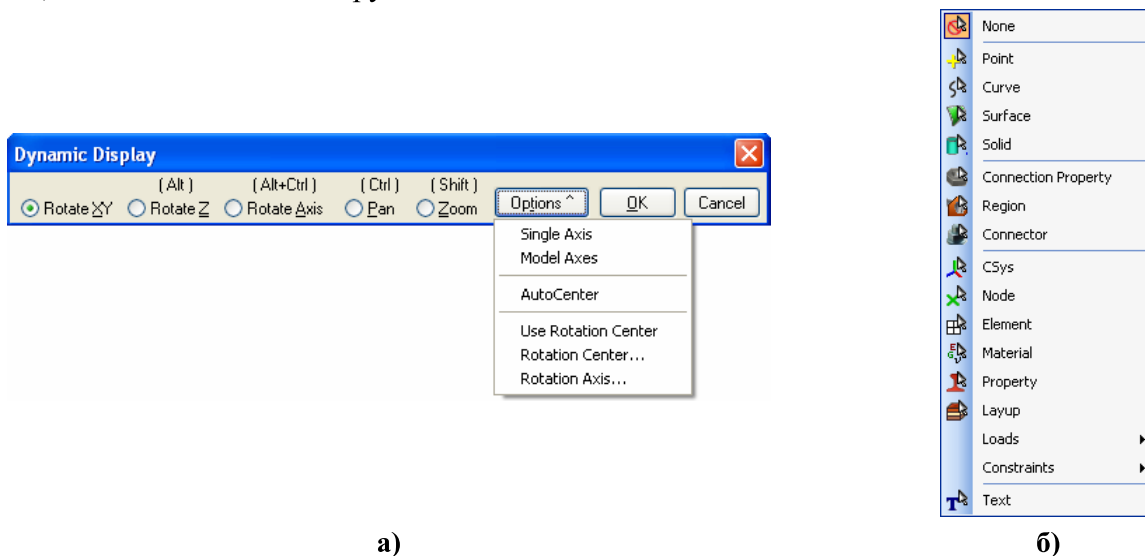 Dynamic Display
(Alt) (Alt+Ctrl) (Ctrl) (Shift)
Rotate XY Rotate Z Rotate Axis Pan Zoom Options ^ OK Cancel
Single Axis
Model Axes
AutoCenter
Use Rotation Center
Rotation Center...
Rotation Axis...
а)
None
Point
Curve
Surface
Solid
Connection Property
Region
Connector
CSys
Node
Element
Material
Property
Layup
Loads
Constraints
Text
б)